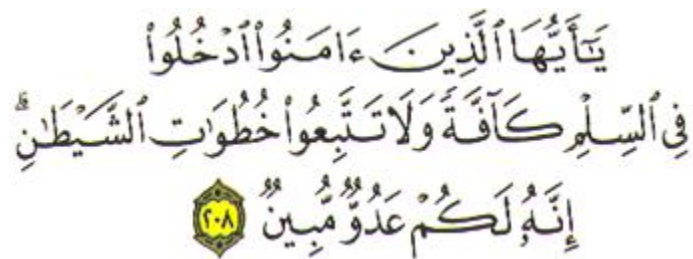 يَـٰٓأَيُّهَا ٱلَّذِينَ ءَامَنُوا۟ ٱدْخُلُوا۟
فِى ٱلسِّلْمِ كَآفَّةً وَلَا تَتَّبِعُوا۟ خُطُوَٰتِ ٱلشَّيْطَـٰنِ ۚ
إِنَّهُۥ لَكُمْ عَدُوٌّ مُّبِينٌ ٢٠٨